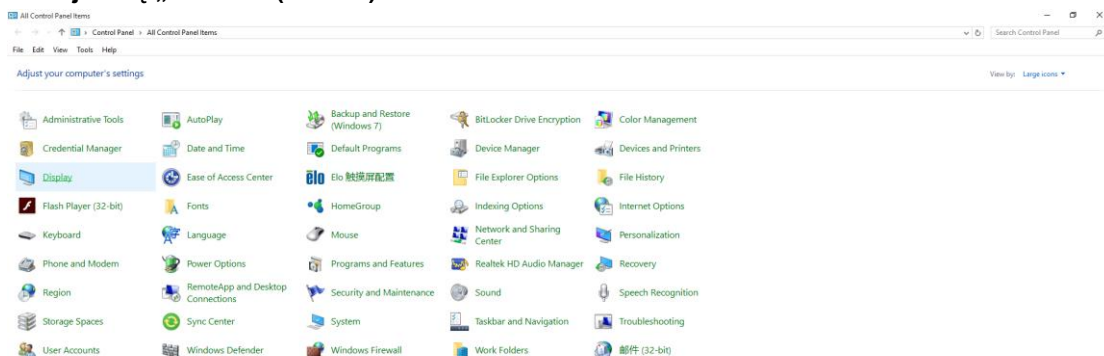 All Control Panel Items
Control Panel > All Control Panel Items
Search Control Panel
File Edit View Tools Help
Adjust your computer's settings
View by: Large icons
Administrative Tools
AutoPlay
Backup and Restore
(Windows 7)
BitLocker Drive Encryption
Color Management
Credential Manager
Date and Time
Default Programs
Device Manager
Devices and Printers
Display
Ease of Access Center
elo Elo 触摸屏配置
File Explorer Options
File History
Flash Player (32-bit)
Fonts
HomeGroup
Indexing Options
Internet Options
Keyboard
Language
Mouse
Network and Sharing
Center
Personalization
Phone and Modem
Power Options
Programs and Features
Realtek HD Audio Manager
Recovery
Region
RemoteApp and Desktop
Connections
Security and Maintenance
Sound
Speech Recognition
Storage Spaces
Sync Center
System
Taskbar and Navigation
Troubleshooting
User Accounts
Windows Defender
Windows Firewall
Work Folders
邮件 (32-bit)